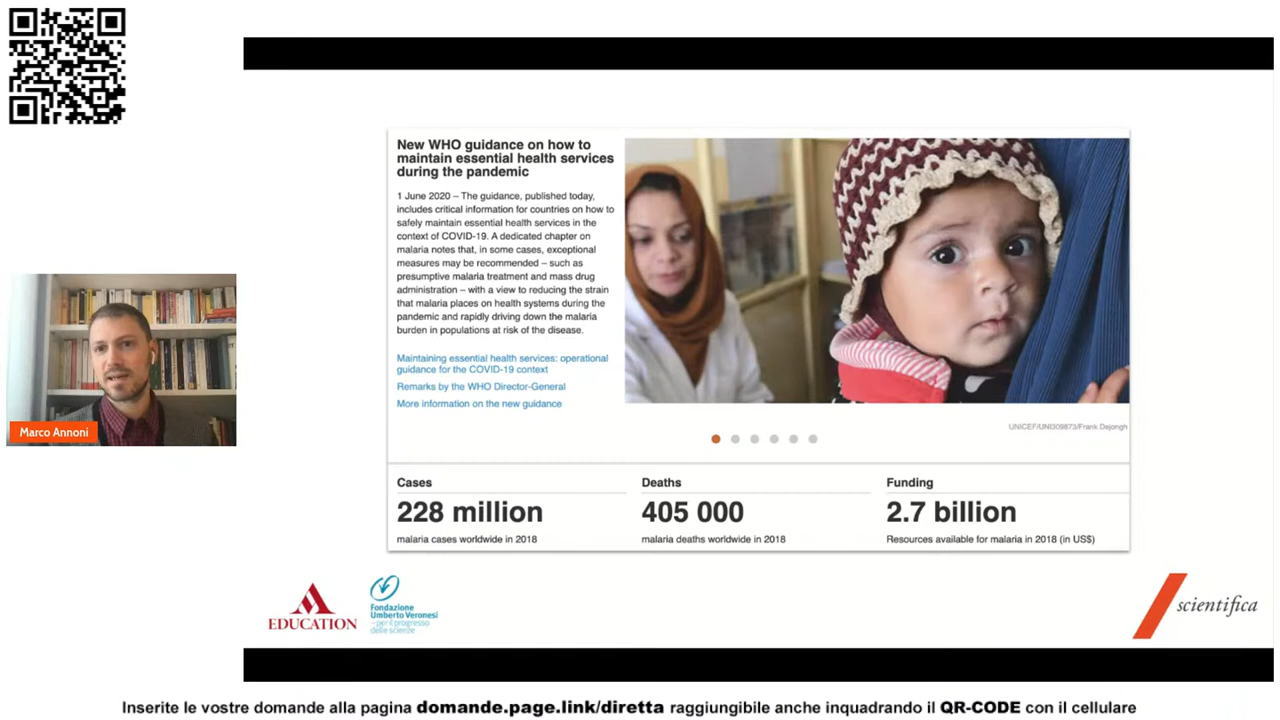 New WHO guidance on how to
maintain essential health services
during the pandemic
1 June 2020 – The guidance, published today,
includes critical information for countries on how to
safely maintain essential health services in the
context of COVID-19. A dedicated chapter on
malaria notes that, in some cases, exceptional
measures may be recommended – such as
presumptive malaria treatment and mass drug
administration – with a view to reducing the strain
that malaria places on health systems during the
pandemic and rapidly driving down the malaria
burden in populations at risk of the disease.
Maintaining essential health services: operational
guidance for the COVID-19 context
Remarks by the WHO Director-General
More information on the new guidance
UNICEF/UNI309873/Frank Dejongh
Marco Annoni
Cases
228 million
malaria cases worldwide in 2018
Deaths
405 000
malaria deaths worldwide in 2018
Funding
2.7 billion
Resources available for malaria in 2018 (in US$)
EDUCATION
Fondazione
Umberto Veronesi
– per il progresso
delle scienze
scientifica
Inserite le vostre domande alla pagina domande.page.link/diretta raggiungibile anche inquadrando il QR-CODE con il cellulare